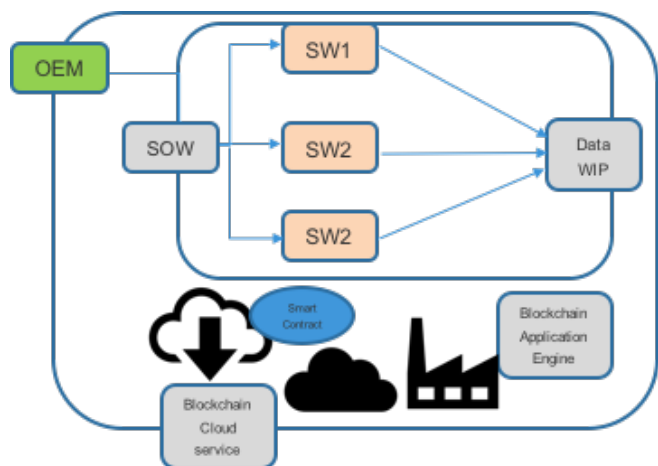 OEM
SW1
SOW
SW2
Data
WIP
SW2
Smart
Contract
Blockchain
Application
Engine
Blockchain
Cloud
service